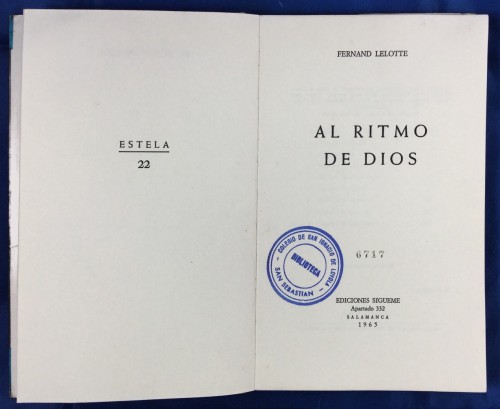 ESTELA
22
FERNAND LELOTTE
AL RITMO
DE DIOS
6717
COLEGIO DE SAN IGNACIO DE LOYOLA
BIBLIOTECA
SAN SEBASTIAN
EDICIONES SIGUEME
Apartado 332
SALAMANCA
1965